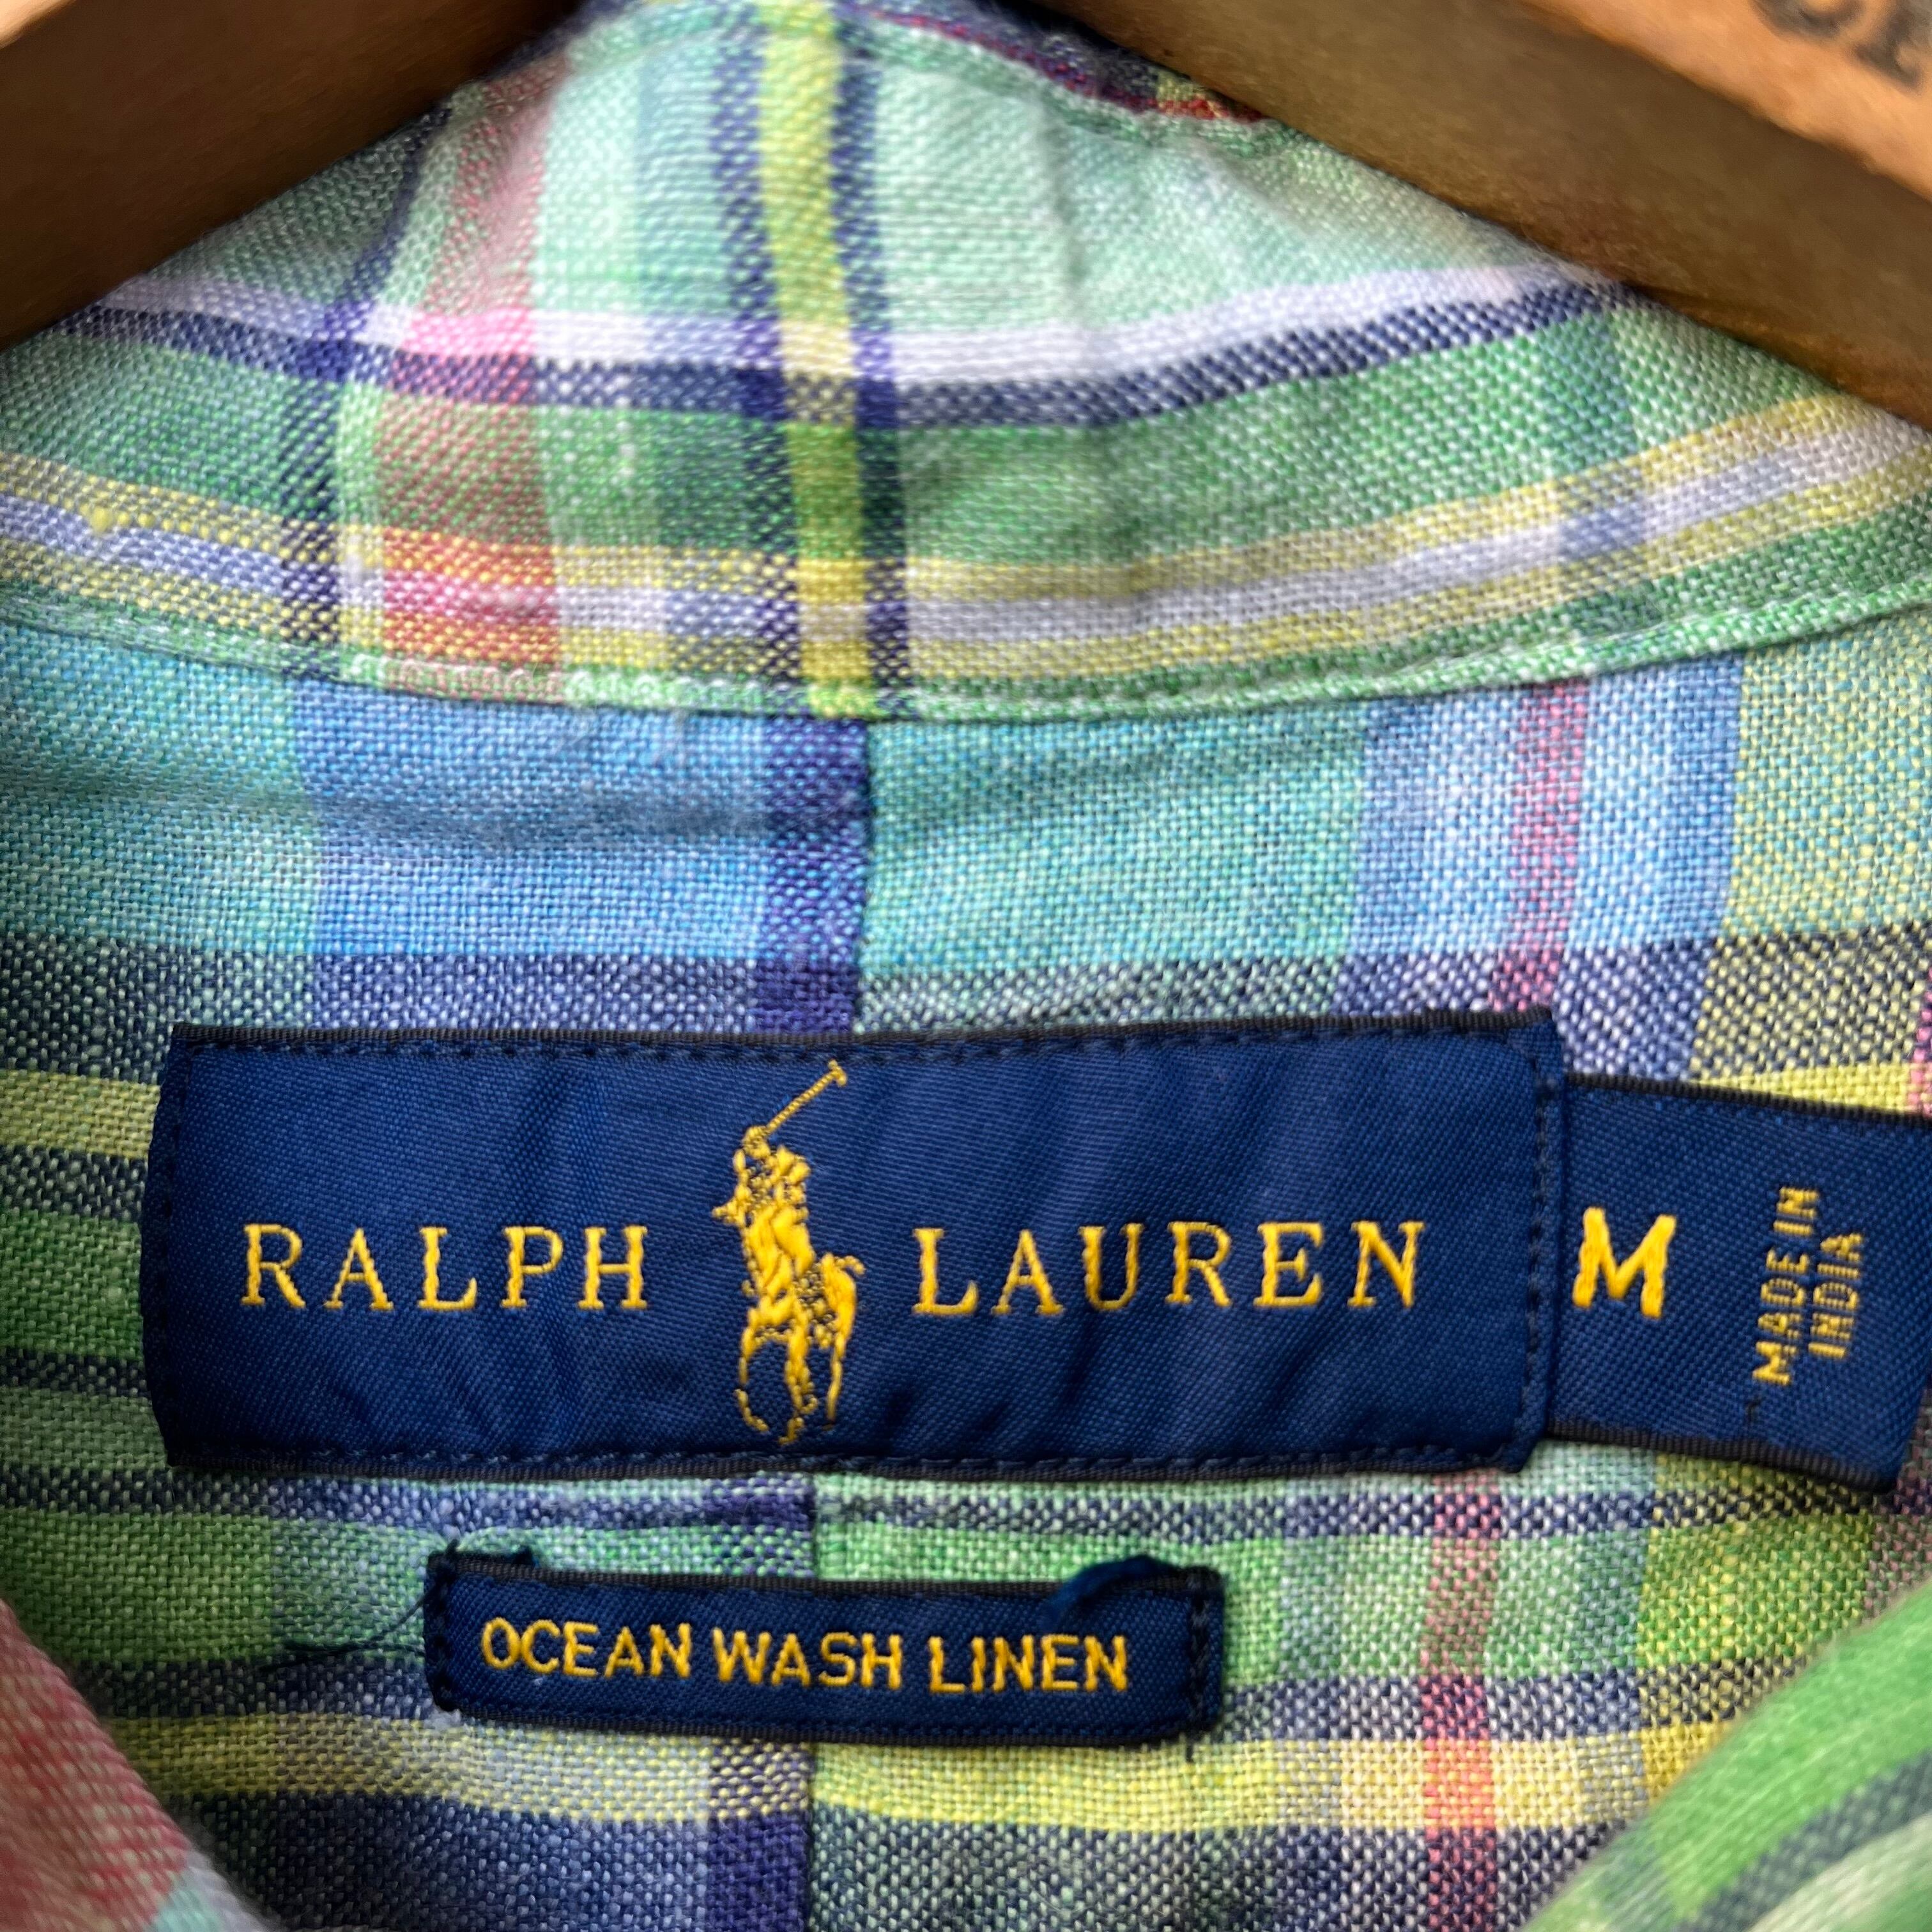 RALPH LAUREN
M
MADE IN
INDIA
OCEAN WASH LINEN